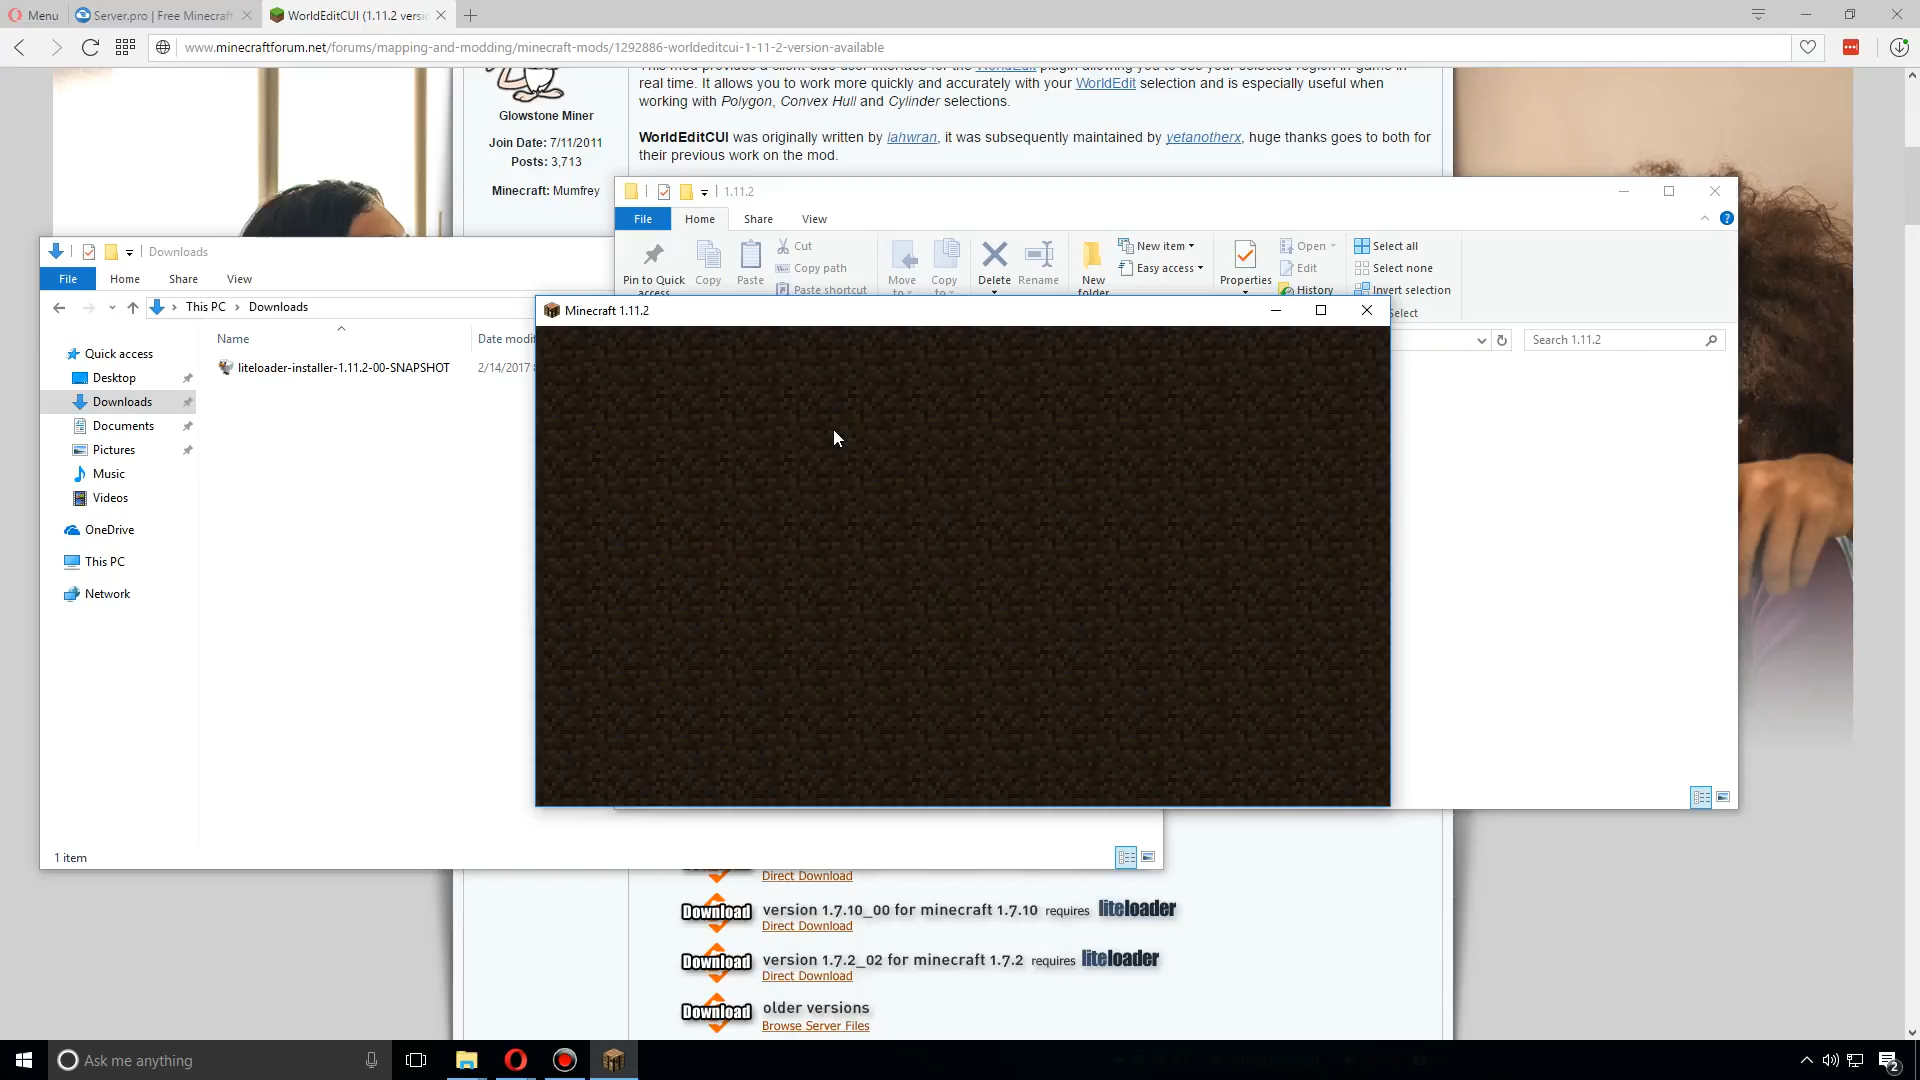 Menu
Server.pro | Free Minecraft
WorldEditCUI (1.11.2 versi
www.minecraftforum.net/forums/mapping-and-modding/minecraft-mods/1292886-worldeditcui-1-11-2-version-available
real time. It allows you to work more quickly and accurately with your WorldEdit selection and is especially useful when
working with Polygon, Convex Hull and Cylinder selections.
Glowstone Miner
Join Date: 7/11/2011
Posts: 3,713
Minecraft: Mumfrey
WorldEditCUI was originally written by lahwran, it was subsequently maintained by yetanotherx, huge thanks goes to both for
their previous work on the mod.
1.11.2
File Home Share View
Pin to Quick access
Copy
Paste
Cut
Copy path
Paste shortcut
Move to
Copy to
Delete
Rename
New folder
New item
Easy access
Properties
Open
Edit
History
Select all
Select none
Invert selection
Select
Search 1.11.2
Downloads
File Home Share View
This PC > Downloads
Name
Date modi
liteloader-installer-1.11.2-00-SNAPSHOT
2/14/2017
Quick access
Desktop
Downloads
Documents
Pictures
Music
Videos
OneDrive
This PC
Network
1 item
Minecraft 1.11.2
Direct Download
Download version 1.7.10_00 for minecraft 1.7.10 requires liteloader
Direct Download
Download version 1.7.2_02 for minecraft 1.7.2 requires liteloader
Direct Download
Download older versions
Browse Server Files
Ask me anything
2